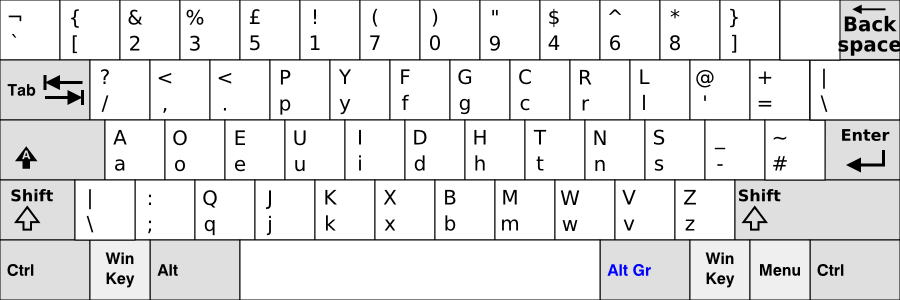 ¬ { & % £ ! ( ) " $ ^ * } Back space
` [ 2 3 5 1 7 0 9 4 6 8 ]
Tab ? < < P Y F G C R L @ + |
/ , . p y f g c r l ' = \
A A O E U I D H T N S _ ~ Enter
a o e u i d h t n s - #
Shift | : Q J K X B M W V Z Shift
\ ; q j k x b m w v z
Ctrl Win Key Alt Alt Gr Win Key Menu Ctrl